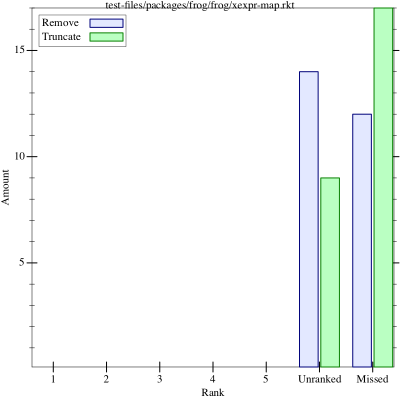 test-files/packages/frog/frog/xexpr-map.rkt
Remove
Truncate
15
10
5
Amount
1 2 3 4 5 Unranked Missed
Rank